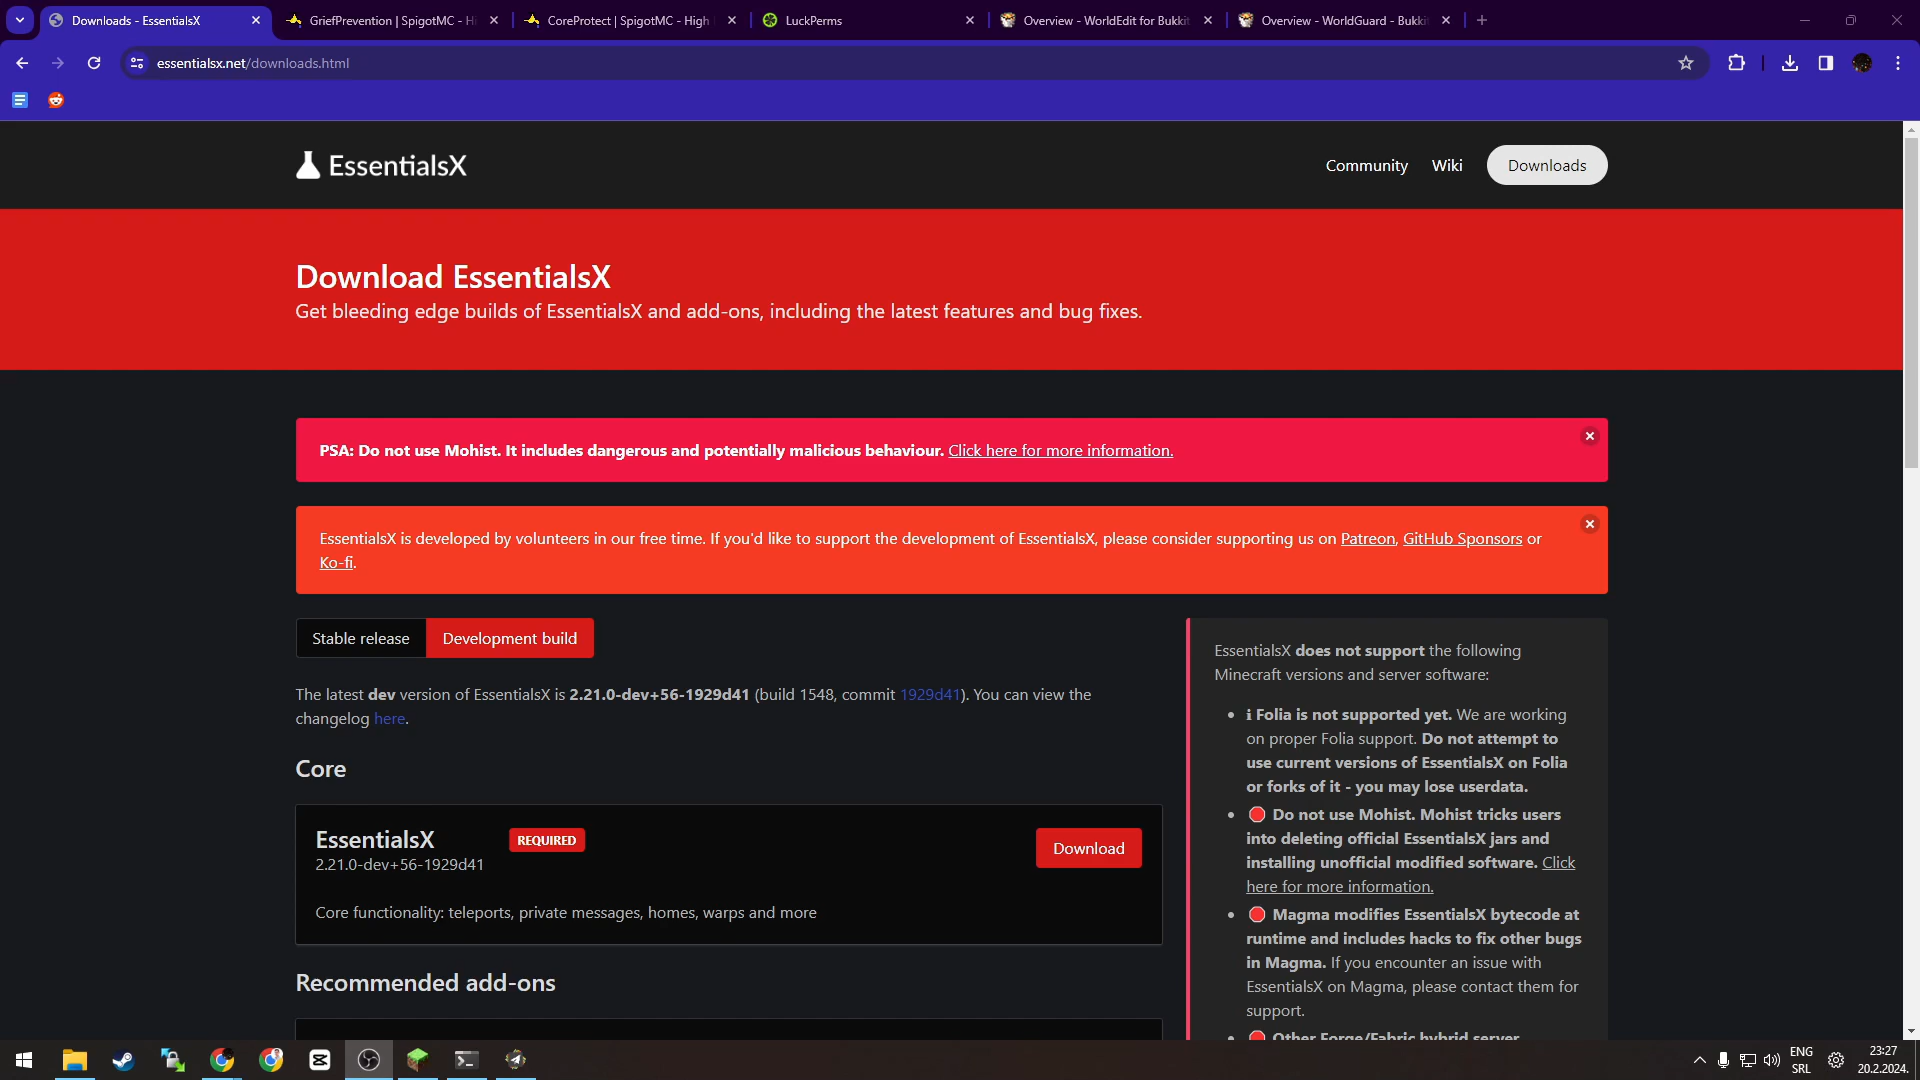 Downloads - EssentialsX
GriefPrevention | SpigotMC - Hi
CoreProtect | SpigotMC - High
LuckPerms
Overview - WorldEdit for Bukkit
Overview - WorldGuard - Bukki
essentialsx.net/downloads.html
EssentialsX
Community
Wiki
Downloads
Download EssentialsX
Get bleeding edge builds of EssentialsX and add-ons, including the latest features and bug fixes.
PSA: Do not use Mohist. It includes dangerous and potentially malicious behaviour. Click here for more information.
EssentialsX is developed by volunteers in our free time. If you'd like to support the development of EssentialsX, please consider supporting us on Patreon, GitHub Sponsors or
Ko-fi.
Stable release
Development build
The latest dev version of EssentialsX is 2.21.0-dev+56-1929d41 (build 1548, commit 1929d41). You can view the
changelog here.
Core
EssentialsX
REQUIRED
2.21.0-dev+56-1929d41
Download
Core functionality: teleports, private messages, homes, warps and more
Recommended add-ons
EssentialsX does not support the following
Minecraft versions and server software:
• ℹ Folia is not supported yet. We are working
on proper Folia support. Do not attempt to
use current versions of EssentialsX on Folia
or forks of it - you may lose userdata.
• 🛑 Do not use Mohist. Mohist tricks users
into deleting official EssentialsX jars and
installing unofficial modified software. Click
here for more information.
• 🛑 Magma modifies EssentialsX bytecode at
runtime and includes hacks to fix other bugs
in Magma. If you encounter an issue with
EssentialsX on Magma, please contact them for
support.
• 🛑 Other Forge/Fabric hybrid server
ENG
SRL
23:27
20.2.2024.